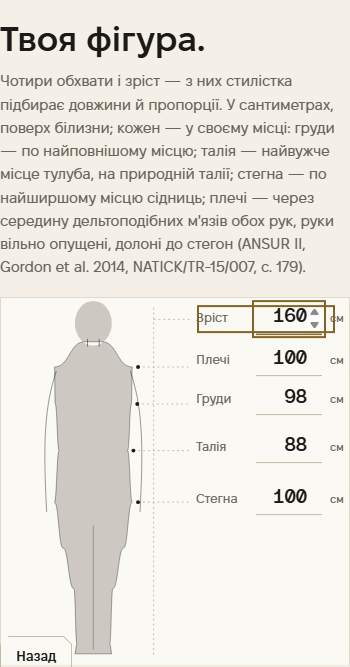 Твоя фігура.
Чотири обхвати і зріст — з них стилістка
підбирає довжини й пропорції. У сантиметрах,
поверх білизни; кожен — у своєму місці: груди
— по найповнішому місцю; талія — найвужче
місце тулуба, на природній талії; стегна — по
найширшому місцю сідниць; плечі — через
середину дельтоподібних м'язів обох рук, руки
вільно опущені, долоні до стегон (ANSUR II,
Gordon et al. 2014, NATICK/TR-15/007, с. 179).
Зріст 160 см
Плечі 100 см
Груди 98 см
Талія 88 см
Стегна 100 см
Назад